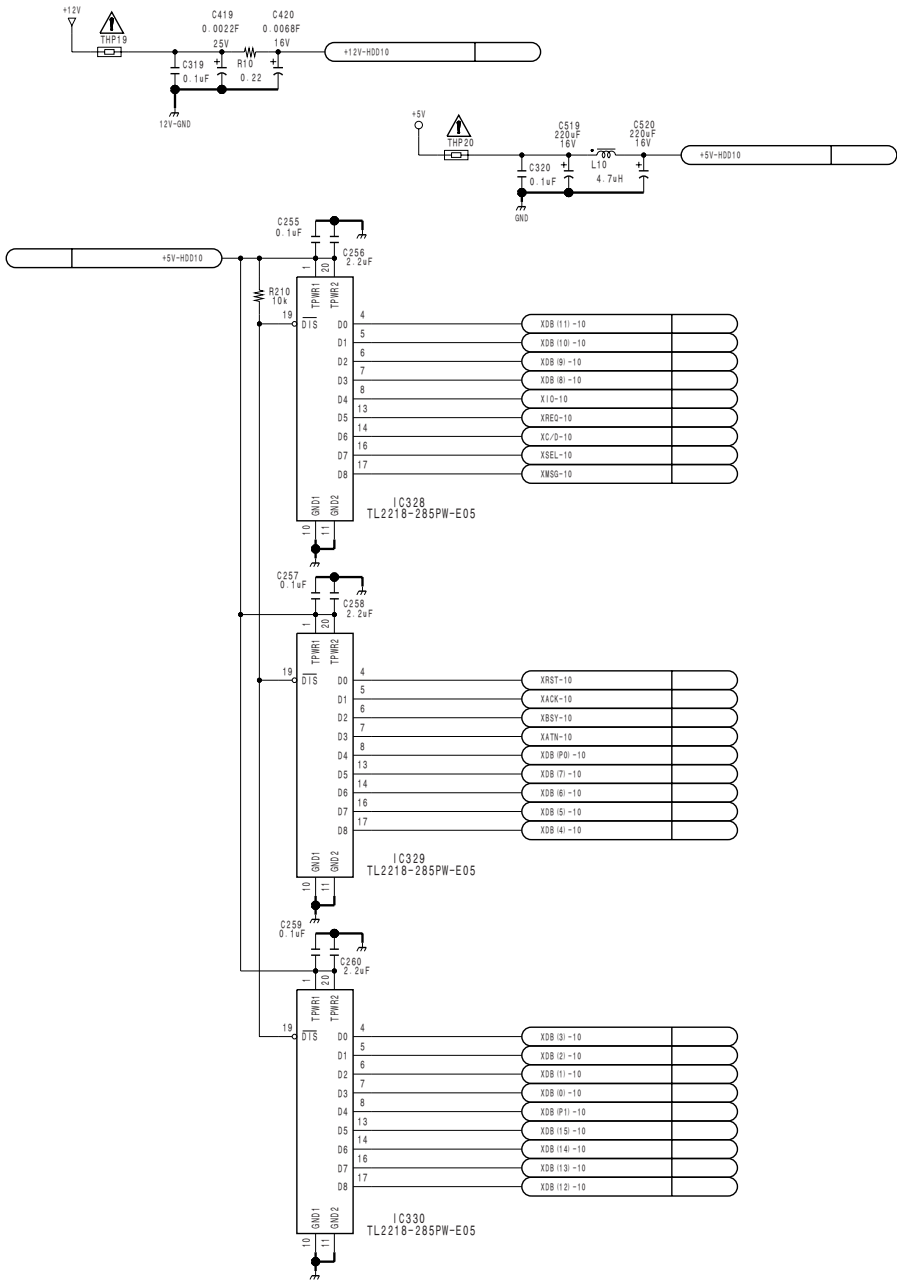 +12V
THP19
C419
0.0022F
25V
C420
0.0068F
16V
+
+
R10
0.22
C319
0.1uF
12V-GND
+12V-HDD10
+5V
THP20
C519
220uF
16V
C520
220uF
16V
+
+
L10
4.7uH
C320
0.1uF
GND
+5V-HDD10
+5V-HDD10
C255
0.1uF
C256
2.2uF
1
20
TPWR1
TPWR2
R210
10k
19
DIS
D0
4
XDB(11)-10
D1
5
XDB(10)-10
D2
6
XDB(9)-10
D3
7
XDB(8)-10
D4
8
XIO-10
D5
13
XREQ-10
D6
14
XC/D-10
D7
16
XSEL-10
D8
17
XMSG-10
GND1
GND2
10
11
IC328
TL2218-285PW-E05
C257
0.1uF
C258
2.2uF
1
20
TPWR1
TPWR2
19
DIS
D0
4
XRST-10
D1
5
XACK-10
D2
6
XBSY-10
D3
7
XATN-10
D4
8
XDB(P0)-10
D5
13
XDB(7)-10
D6
14
XDB(6)-10
D7
16
XDB(5)-10
D8
17
XDB(4)-10
GND1
GND2
10
11
IC329
TL2218-285PW-E05
C259
0.1uF
C260
2.2uF
1
20
TPWR1
TPWR2
19
DIS
D0
4
XDB(3)-10
D1
5
XDB(2)-10
D2
6
XDB(1)-10
D3
7
XDB(0)-10
D4
8
XDB(P1)-10
D5
13
XDB(15)-10
D6
14
XDB(14)-10
D7
16
XDB(13)-10
D8
17
XDB(12)-10
GND1
GND2
10
11
IC330
TL2218-285PW-E05